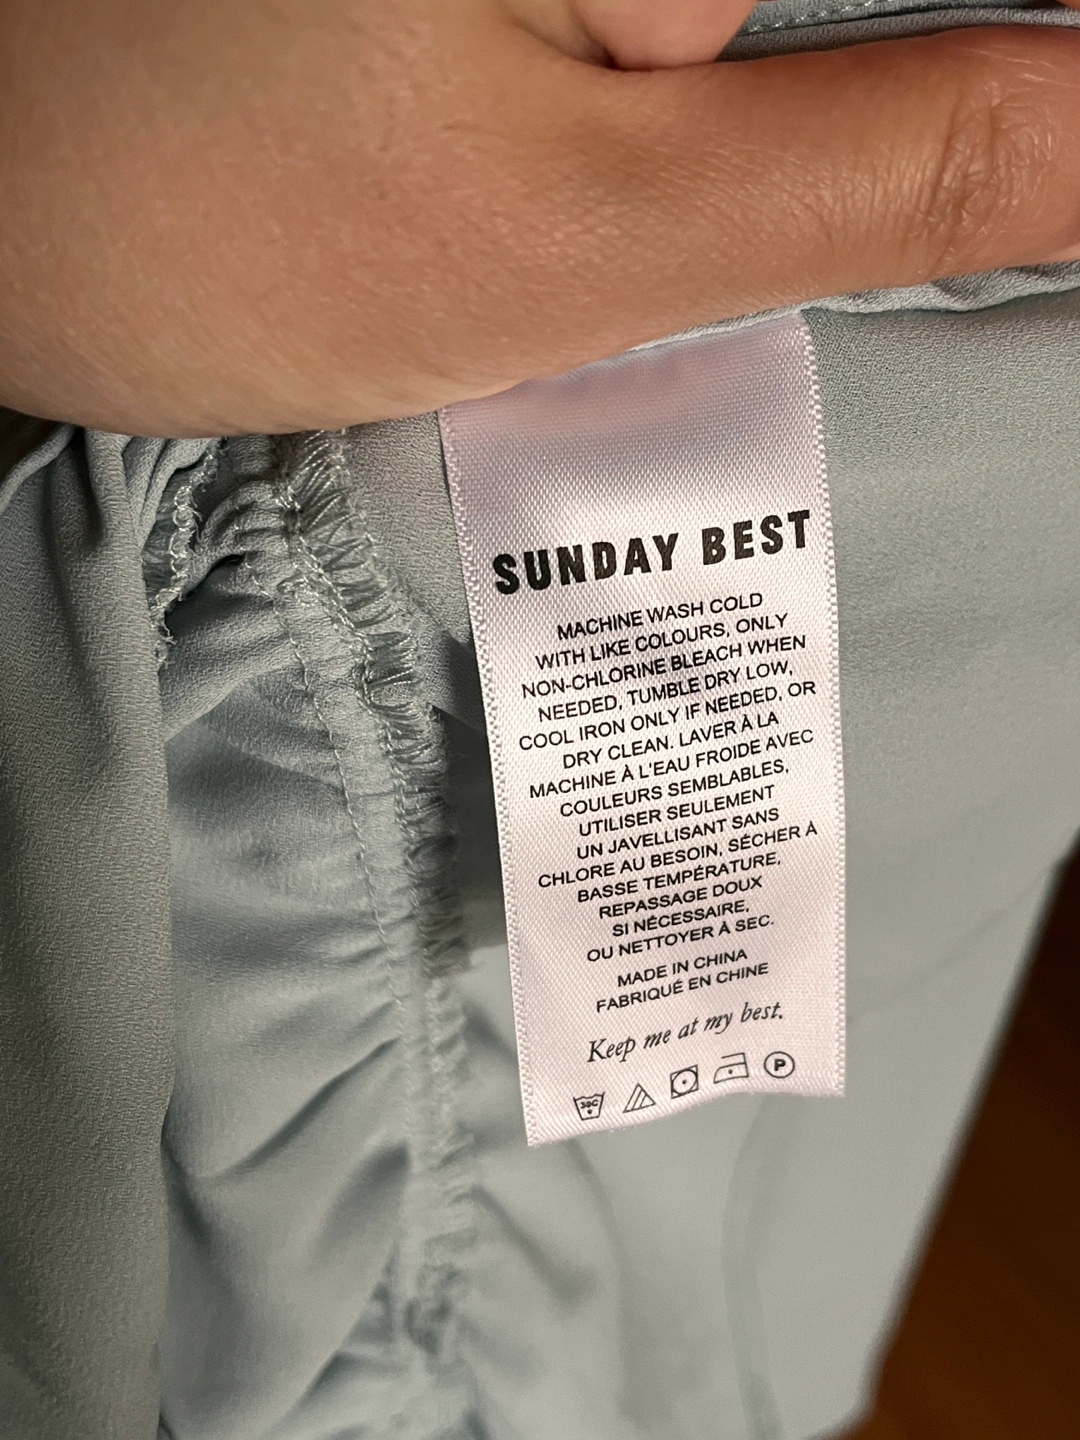 SUNDAY BEST
MACHINE WASH COLD
WITH LIKE COLOURS, ONLY
NON-CHLORINE BLEACH WHEN
NEEDED, TUMBLE DRY LOW,
COOL IRON ONLY IF NEEDED, OR
DRY CLEAN. LAVER À LA
MACHINE À L'EAU FROIDE AVEC
COULEURS SEMBLABLES,
UTILISER SEULEMENT
UN JAVELLISANT SANS
CHLORE AU BESOIN, SÉCHER À
BASSE TEMPÉRATURE,
REPASSAGE DOUX
SI NÉCESSAIRE,
OU NETTOYER À SEC.
MADE IN CHINA
FABRIQUÉ EN CHINE
Keep me at my best.
30C P